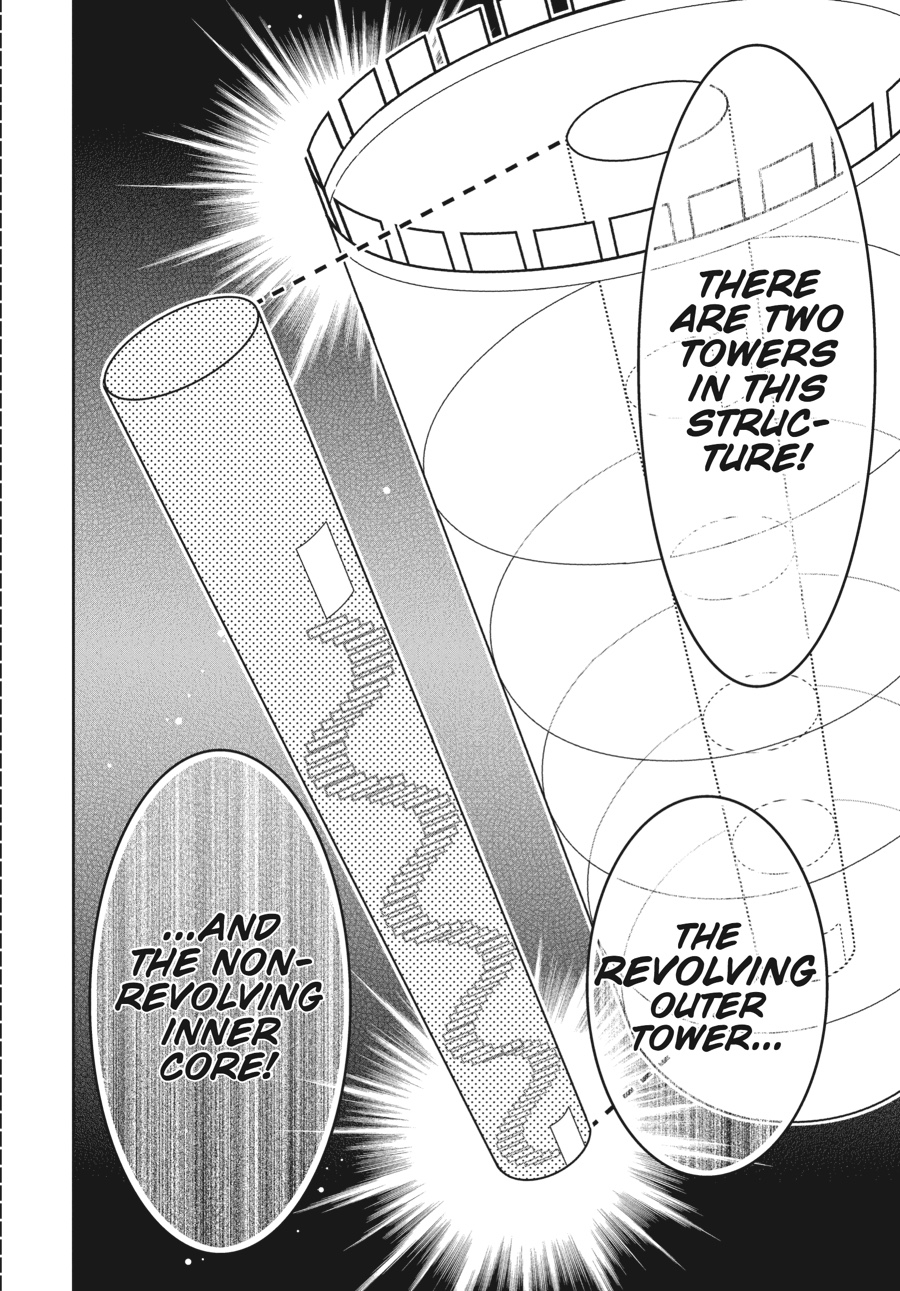 THERE
ARE TWO
TOWERS
IN THIS
STRUC-
TURE!
THE
REVOLVING
OUTER
TOWER...
...AND
THE NON-
REVOLVING
INNER
CORE!